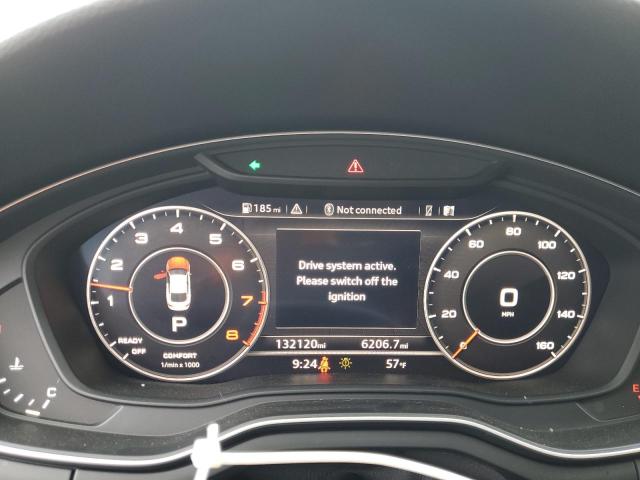 185 mi Not connected
3 4 5
2 6
1 7
8
P
READY
OFF
COMFORT
1/min x 1000
Drive system active.
Please switch off the
ignition
132120mi 6206.7mi
9:24 57°F
60 80 100
40 120
20 140
0 160
0
MPH
C
E